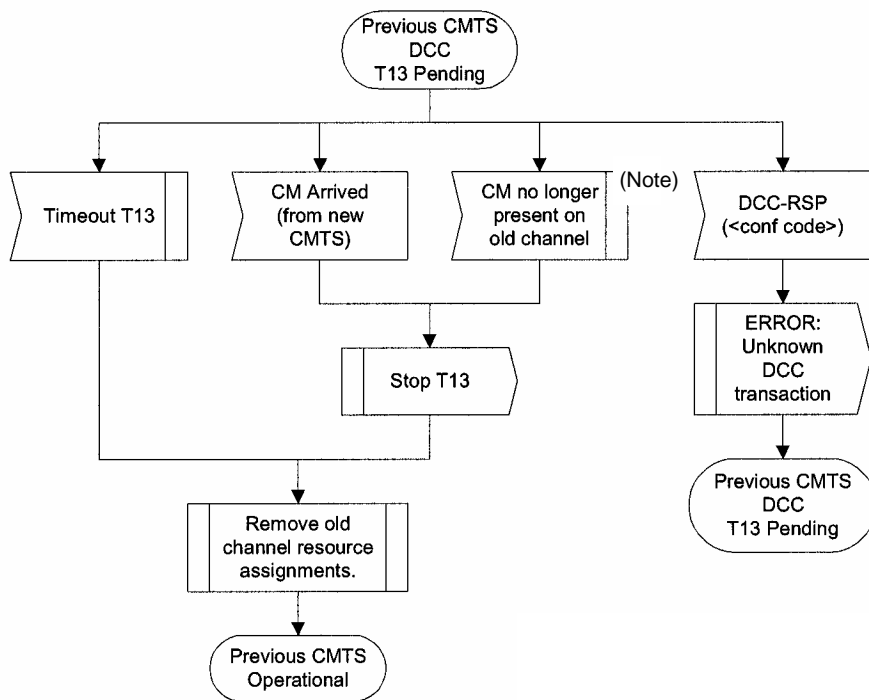 Previous CMTS
DCC
T13 Pending
Timeout T13
CM Arrived
(from new
CMTS)
CM no longer
present on
old channel
(Note)
DCC-RSP
(<conf code>)
ERROR:
Unknown
DCC
transaction
Stop T13
Previous CMTS
DCC
T13 Pending
Remove old
channel resource
assignments.
Previous CMTS
Operational